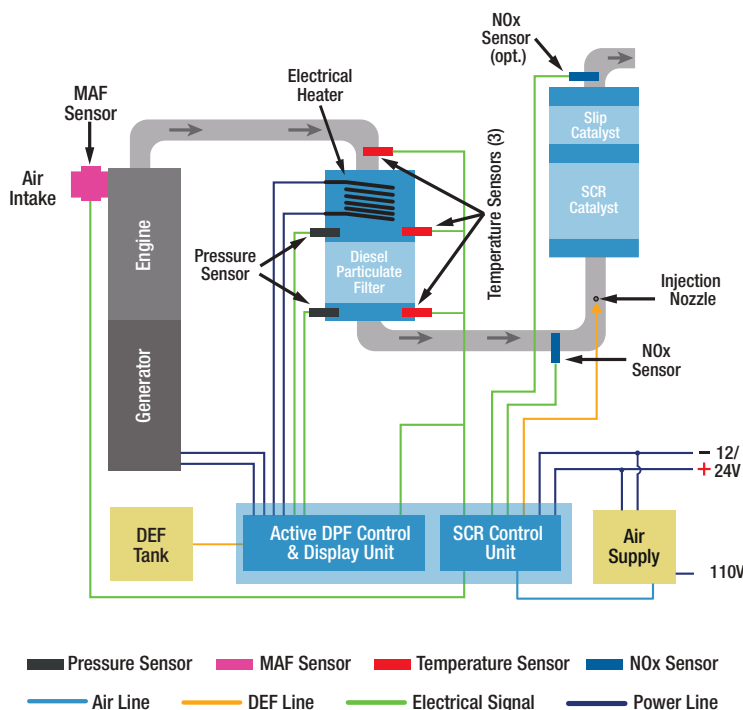 NOx
Sensor
(opt.)
Electrical
Heater
MAF
Sensor
Slip
Catalyst
Temperature Sensors (3)
Air
Intake
SCR
Catalyst
Engine
Pressure
Sensor
Diesel
Particulate
Filter
Injection
Nozzle
Generator
NOx
Sensor
− 12/
+ 24V
DEF
Tank
Active DPF Control
& Display Unit
SCR Control
Unit
Air
Supply
110V
Pressure Sensor
MAF Sensor
Temperature Sensor
NOx Sensor
Air Line
DEF Line
Electrical Signal
Power Line